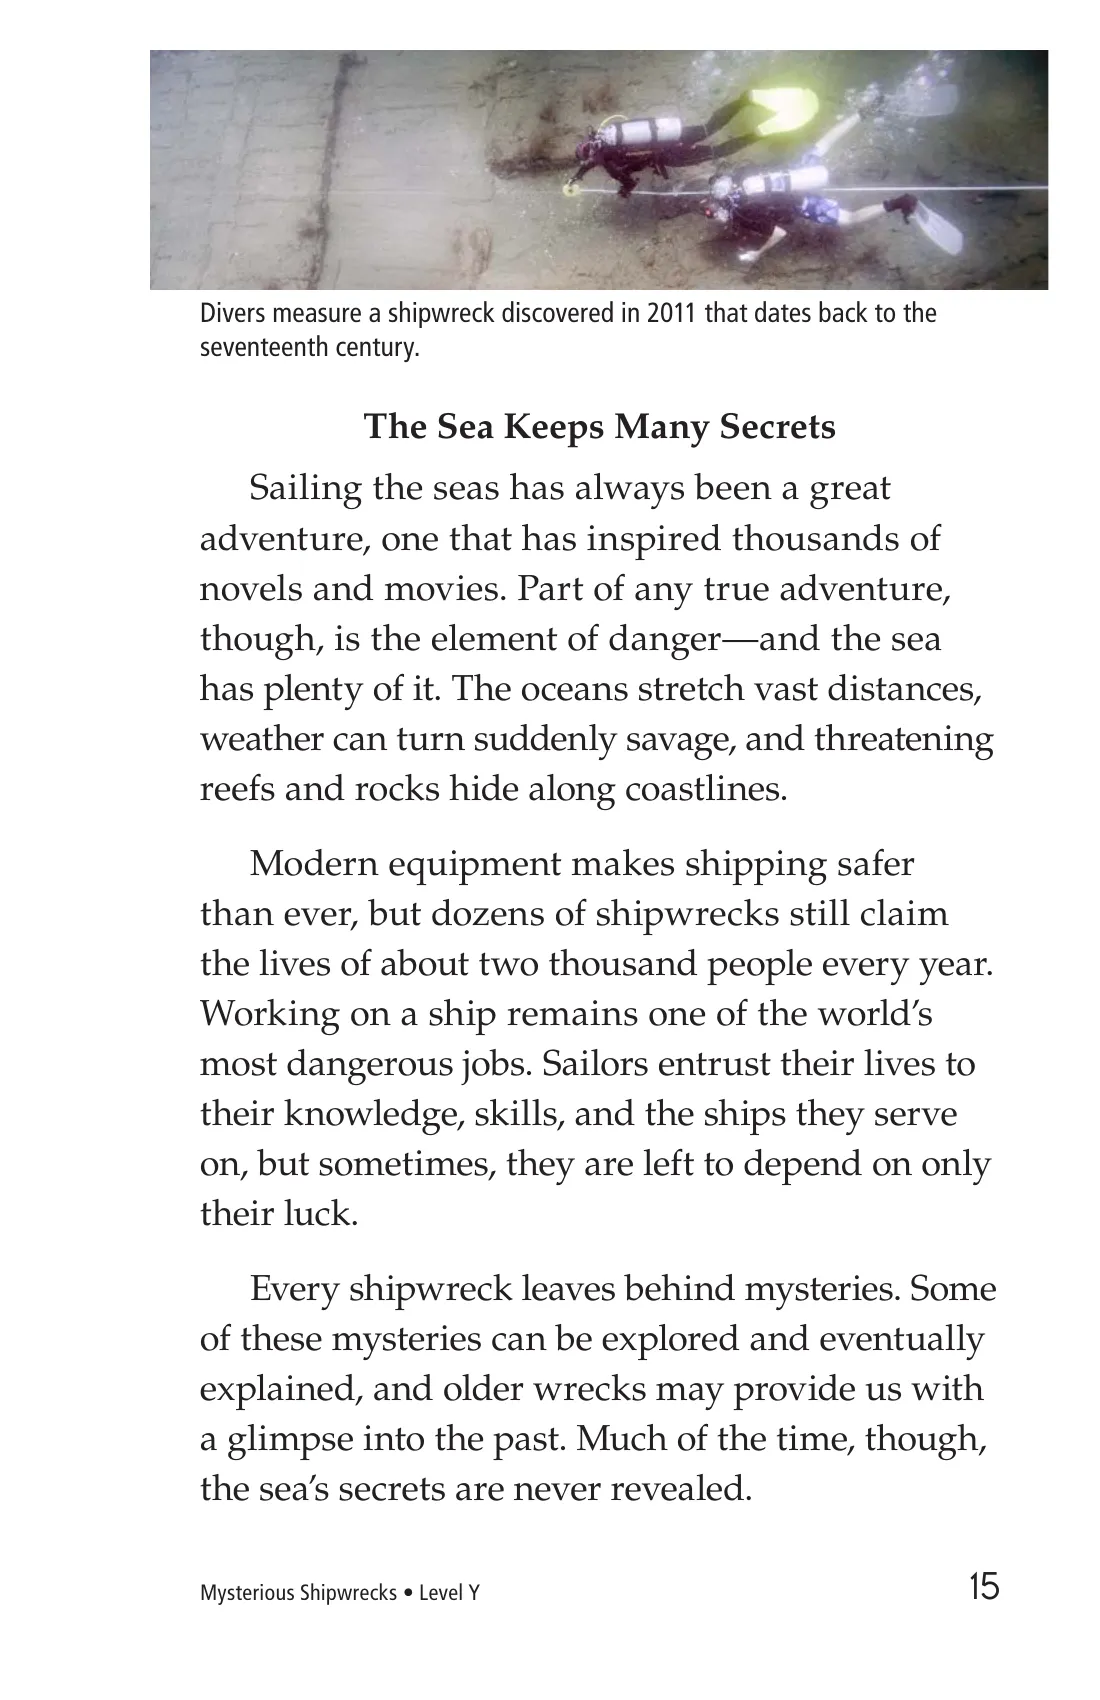 Divers measure a shipwreck discovered in 2011 that dates back to the
seventeenth century.
The Sea Keeps Many Secrets
Sailing the seas has always been a great
adventure, one that has inspired thousands of
novels and movies. Part of any true adventure,
though, is the element of danger—and the sea
has plenty of it. The oceans stretch vast distances,
weather can turn suddenly savage, and threatening
reefs and rocks hide along coastlines.
Modern equipment makes shipping safer
than ever, but dozens of shipwrecks still claim
the lives of about two thousand people every year.
Working on a ship remains one of the world’s
most dangerous jobs. Sailors entrust their lives to
their knowledge, skills, and the ships they serve
on, but sometimes, they are left to depend on only
their luck.
Every shipwreck leaves behind mysteries. Some
of these mysteries can be explored and eventually
explained, and older wrecks may provide us with
a glimpse into the past. Much of the time, though,
the sea’s secrets are never revealed.
Mysterious Shipwrecks • Level Y 15